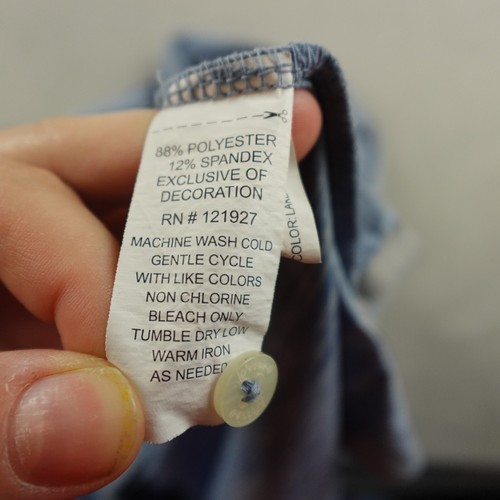 88% POLYESTER
12% SPANDEX
EXCLUSIVE OF
DECORATION
RN # 121927
MACHINE WASH COLD
GENTLE CYCLE
WITH LIKE COLORS
NON CHLORINE
BLEACH ONLY
TUMBLE DRY LOW
WARM IRON
AS NEEDED
COLOR: